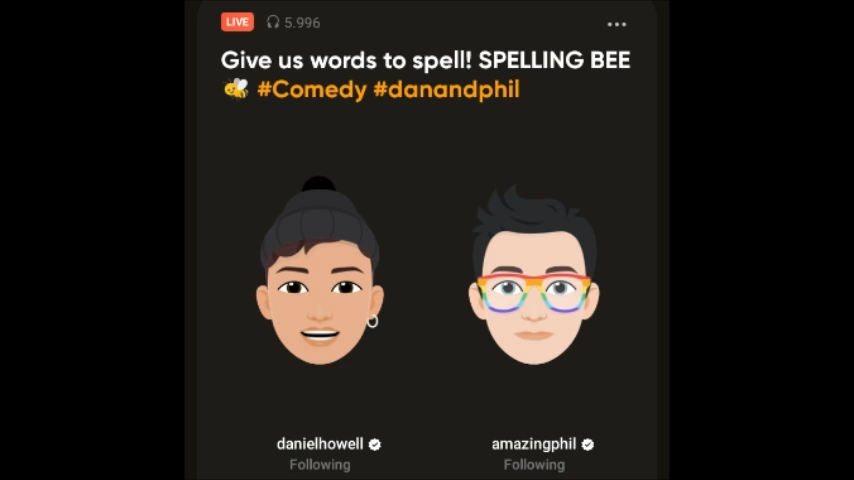 LIVE 5.996
Give us words to spell! SPELLING BEE
🐝 #Comedy #danandphil
danielhowell amazingphil
Following Following